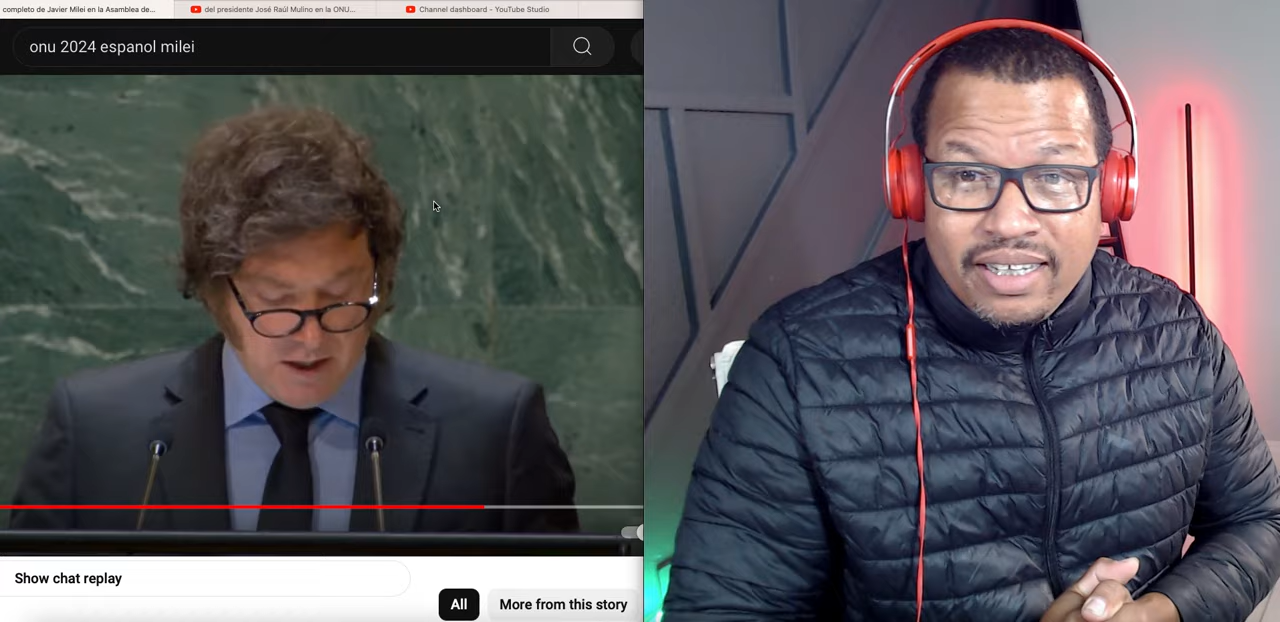 completo de Javier Milei en la Asamblea de...
del presidente José Raúl Mulino en la ONU...
Channel dashboard - YouTube Studio
onu 2024 espanol milei
Show chat replay
All
More from this story